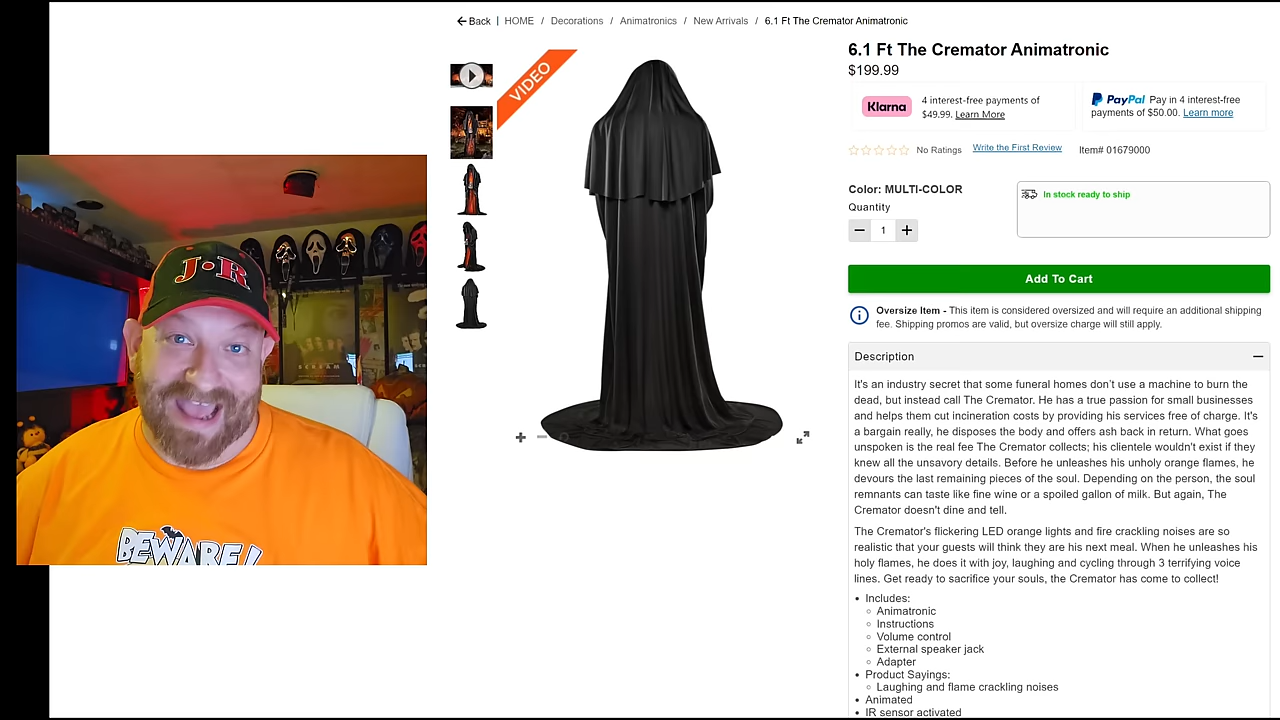 Back | HOME / Decorations / Animatronics / New Arrivals / 6.1 Ft The Cremator Animatronic
VIDEO
6.1 Ft The Cremator Animatronic
$199.99
Klarna
4 interest-free payments of
$49.99. Learn More
PayPal Pay in 4 interest-free
payments of $50.00. Learn more
No Ratings Write the First Review Item# 01679000
Color: MULTI-COLOR
Quantity
1
In stock ready to ship
Add To Cart
Oversize Item - This item is considered oversized and will require an additional shipping
fee. Shipping promos are valid, but oversize charge will still apply.
Description
It's an industry secret that some funeral homes don't use a machine to burn the
dead, but instead call The Cremator. He has a true passion for small businesses
and helps them cut incineration costs by providing his services free of charge. It's
a bargain really, he disposes the body and offers ash back in return. What goes
unspoken is the real fee The Cremator collects; his clientele wouldn't exist if they
knew all the unsavory details. Before he unleashes his unholy orange flames, he
devours the last remaining pieces of the soul. Depending on the person, the soul
remnants can taste like fine wine or a spoiled gallon of milk. But again, The
Cremator doesn't dine and tell.
The Cremator's flickering LED orange lights and fire crackling noises are so
realistic that your guests will think they are his next meal. When he unleashes his
holy flames, he does it with joy, laughing and cycling through 3 terrifying voice
lines. Get ready to sacrifice your souls, the Cremator has come to collect!
Includes:
Animatronic
Instructions
Volume control
External speaker jack
Adapter
Product Sayings:
Laughing and flame crackling noises
Animated
IR sensor activated
J·R
SCREAM
BEWARE!